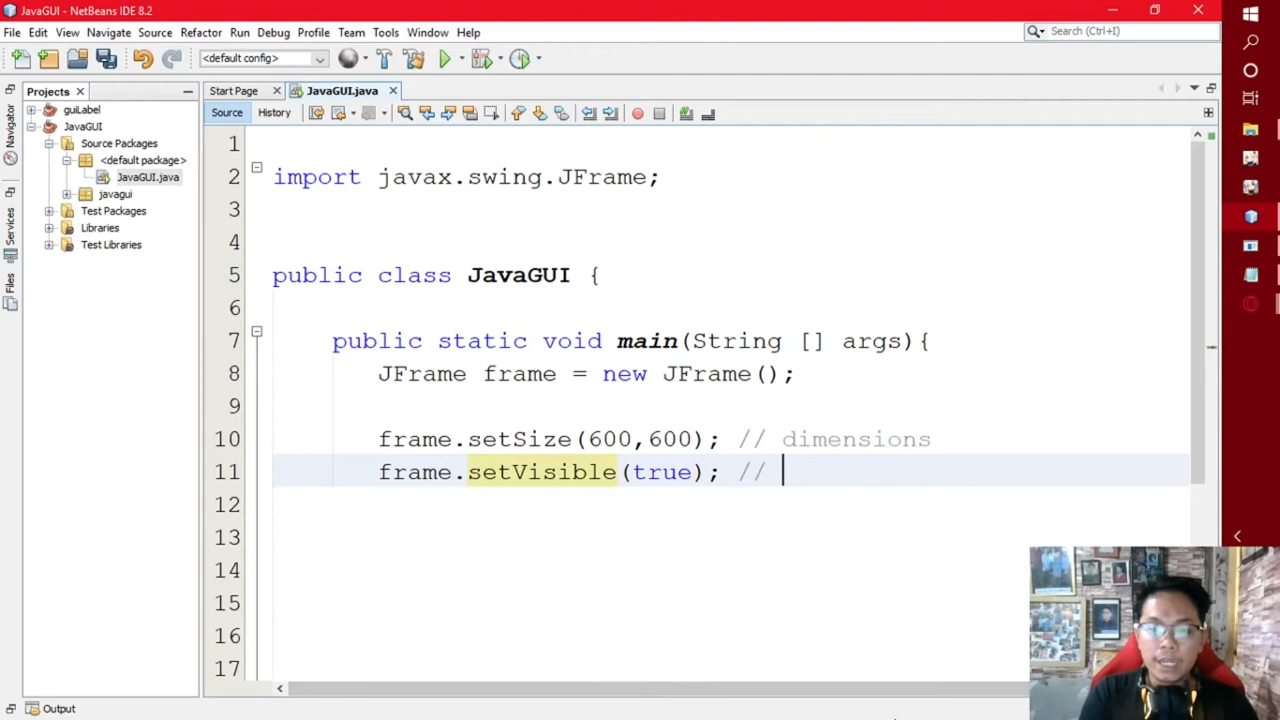 JavaGUI - NetBeans IDE 8.2
File Edit View Navigate Source Refactor Run Debug Profile Team Tools Window Help
Search (Ctrl+I)
<default config>
Projects
Start Page
JavaGUI.java
Source
History
Navigator
Services
Files
guiLabel
JavaGUI
Source Packages
<default package>
JavaGUI.java
javagui
Test Packages
Libraries
Test Libraries
1
2 import javax.swing.JFrame;
3
4
5 public class JavaGUI {
6
7 public static void main(String [] args){
8 JFrame frame = new JFrame();
9
10 frame.setSize(600,600); // dimensions
11 frame.setVisible(true); //
12
13
14
15
16
17
Output